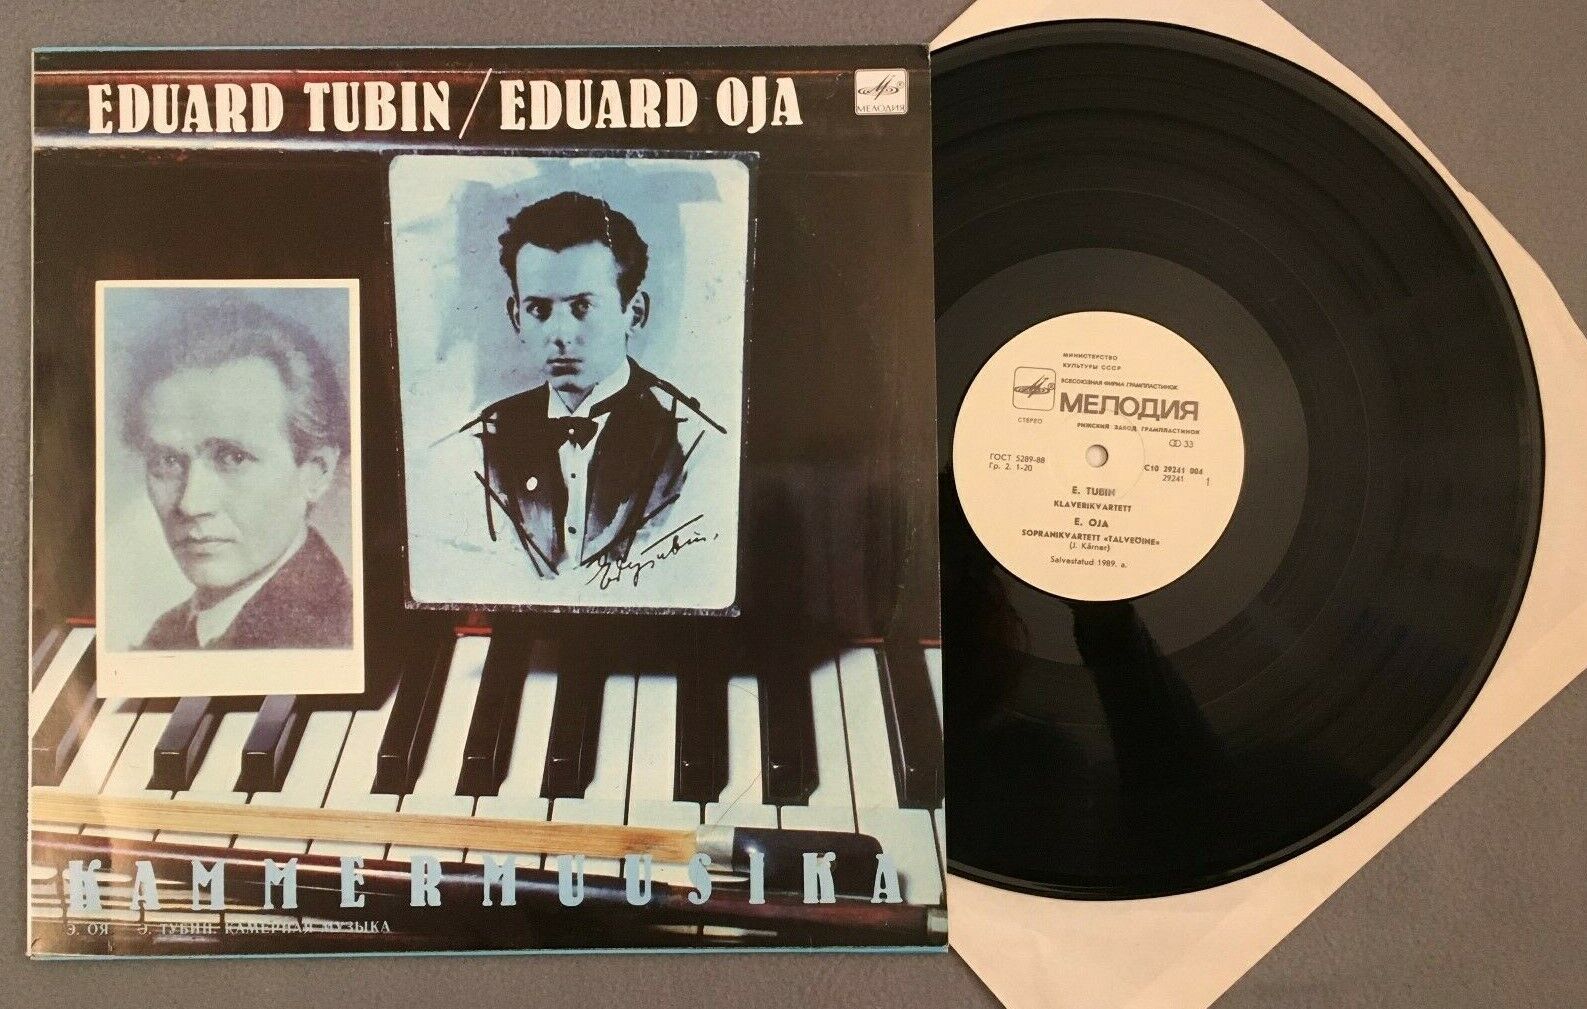 EDUARD TUBIN/EDUARD OJA
МЕЛОДИЯ
KAMMERMUUSIKA
Э. ОЯ Э. ТУБИН. КАМЕРНАЯ МУЗЫКА
МИНИСТЕРСТВО
КУЛЬТУРЫ СССР
ВСЕСОЮЗНАЯ ФИРМА ГРАМПЛАСТИНОК
МЕЛОДИЯ
СТЕРЕО
РИЖСКИЙ ЗАВОД ГРАМПЛАСТИНОК
33
ГОСТ 5289-88
Гр. 2. 1-20
С10 29241 004
29241
1
E. TUBIN
KLAVERIKVARTETT
E. OJA
SOPRANIKVARTETT «TALVEÖINE»
(J. Kärner)
Salvestatud 1989. a.